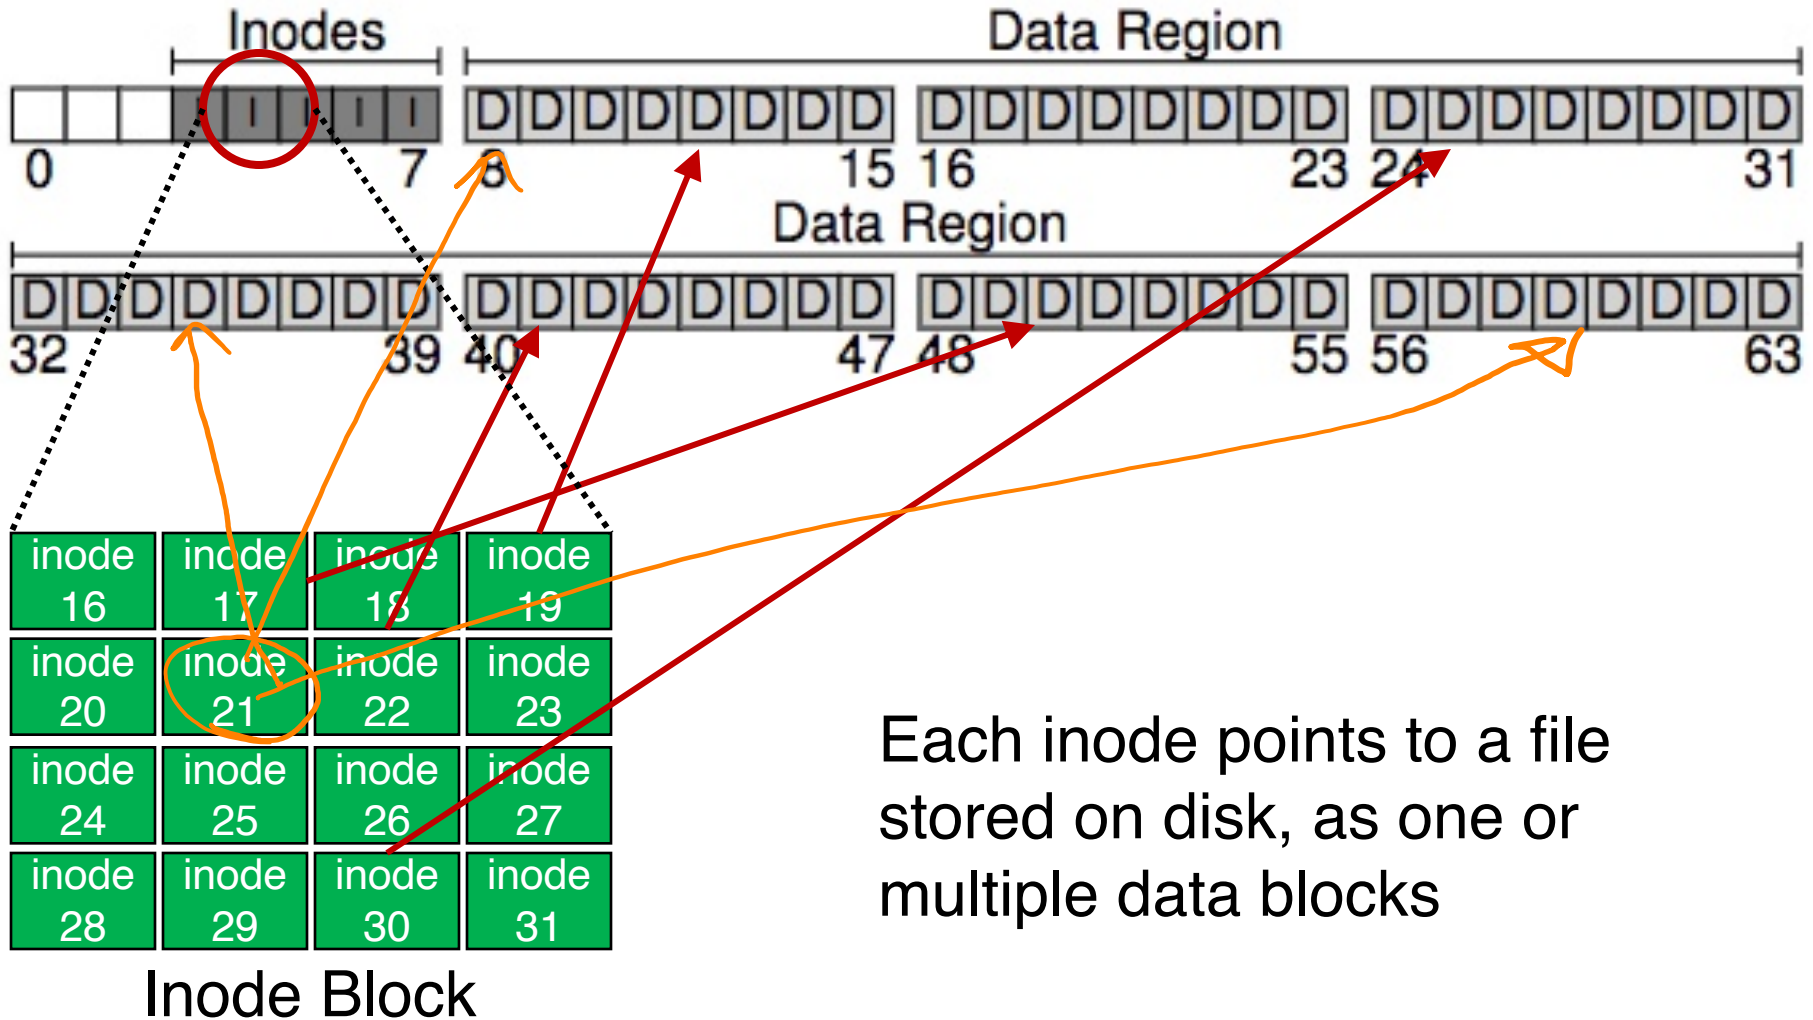 Inodes Data Region
I I I I I D D D D D D D D D D D D D D D D D D D D D D D D
0 7 8 15 16 23 24 31
Data Region
D D D D D D D D D D D D D D D D D D D D D D D D D D D D D D D D
32 39 40 47 48 55 56 63
inode inode inode inode
16 17 18 19
inode inode inode inode
20 21 22 23
inode inode inode inode
24 25 26 27
inode inode inode inode
28 29 30 31
Inode Block
Each inode points to a file
stored on disk, as one or
multiple data blocks